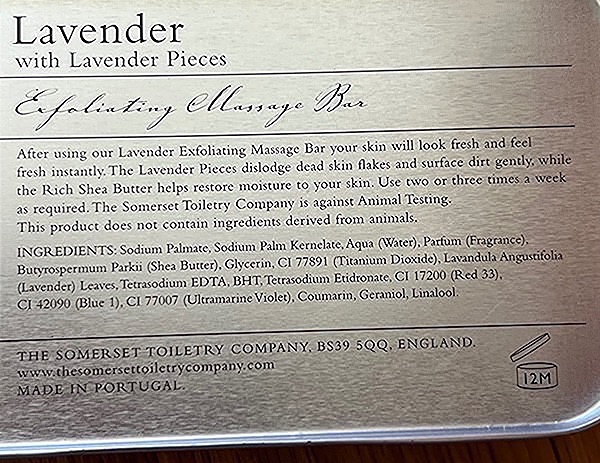 Lavender
with Lavender Pieces
Exfoliating Massage Bar
After using our Lavender Exfoliating Massage Bar your skin will look fresh and feel
fresh instantly. The Lavender Pieces dislodge dead skin flakes and surface dirt gently, while
the Rich Shea Butter helps restore moisture to your skin. Use two or three times a week
as required. The Somerset Toiletry Company is against Animal Testing.
This product does not contain ingredients derived from animals.
INGREDIENTS: Sodium Palmate, Sodium Palm Kernelate, Aqua (Water), Parfum (Fragrance),
Butyrospermum Parkii (Shea Butter), Glycerin, CI 77891 (Titanium Dioxide), Lavandula Angustifolia
(Lavender) Leaves, Tetrasodium EDTA, BHT, Tetrasodium Etidronate, CI 17200 (Red 33),
CI 42090 (Blue 1), CI 77007 (Ultramarine Violet), Coumarin, Geraniol, Linalool.
THE SOMERSET TOILETRY COMPANY, BS39 5QQ, ENGLAND.
www.thesomersettoiletrycompany.com
MADE IN PORTUGAL.
12M